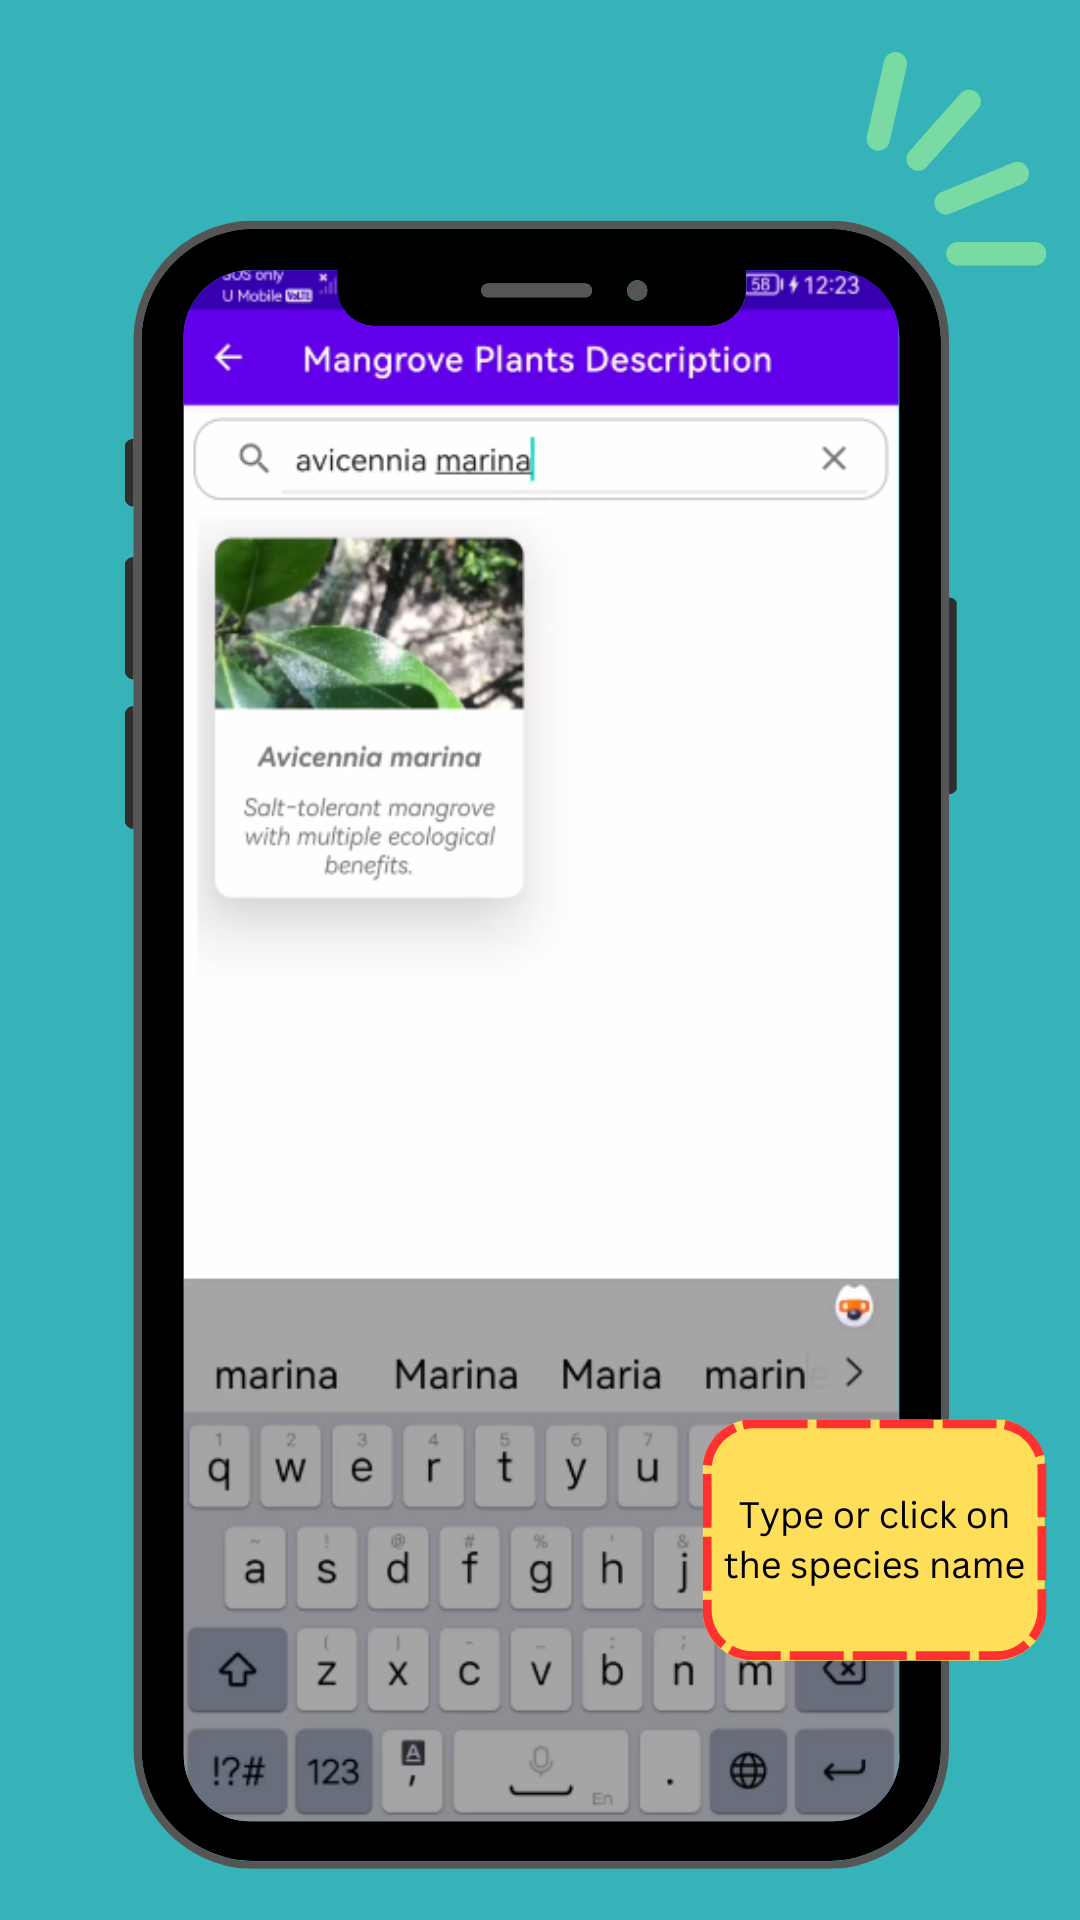 SOS only
U Mobile VoLTE
58 12:23
Mangrove Plants Description
avicennia marina
Avicennia marina
Salt-tolerant mangrove
with multiple ecological
benefits.
marina Marina Maria marine
1 2 3 4 5 6 7
q w e r t y u
~ ! @ # % ' &
a s d f g h j
( ) - _ : ;
z x c v b n m
!?# 123 , . En
A
Type or click on
the species name